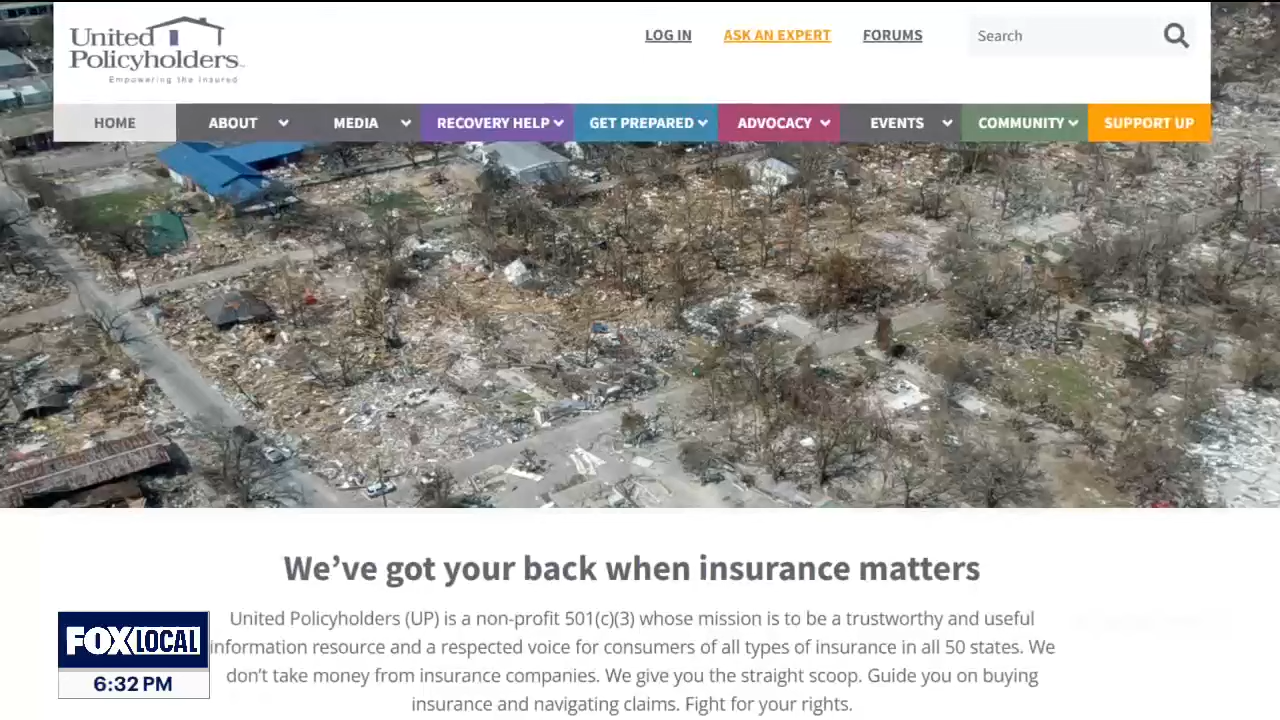 United
Policyholders
Empowering the Insured
LOG IN
ASK AN EXPERT
FORUMS
Search
HOME
ABOUT
MEDIA
RECOVERY HELP
GET PREPARED
ADVOCACY
EVENTS
COMMUNITY
SUPPORT UP
We’ve got your back when insurance matters
United Policyholders (UP) is a non-profit 501(c)(3) whose mission is to be a trustworthy and useful
information resource and a respected voice for consumers of all types of insurance in all 50 states. We
don’t take money from insurance companies. We give you the straight scoop. Guide you on buying
insurance and navigating claims. Fight for your rights.
FOX LOCAL
6:32 PM